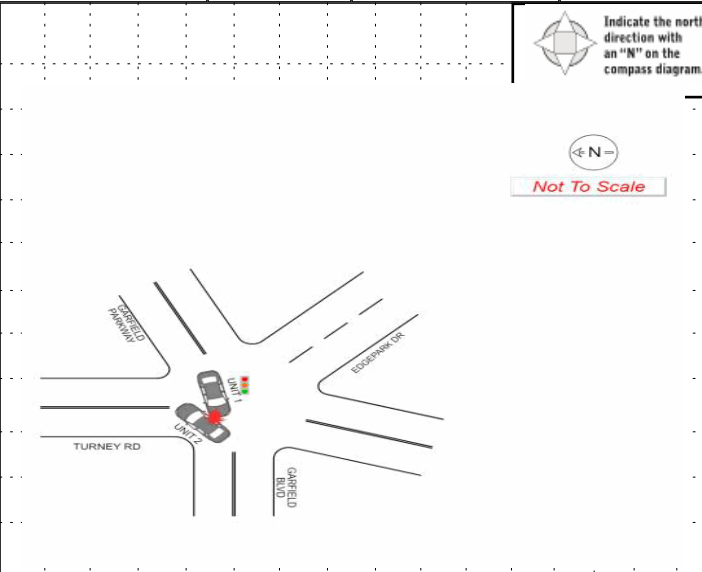 Indicate the north
direction with
an “N” on the
compass diagram.
N
Not To Scale
GARFIELD
PARKWAY
EDGEPARK DR
UNIT 1
UNIT 2
TURNEY RD
GARFIELD
BLVD